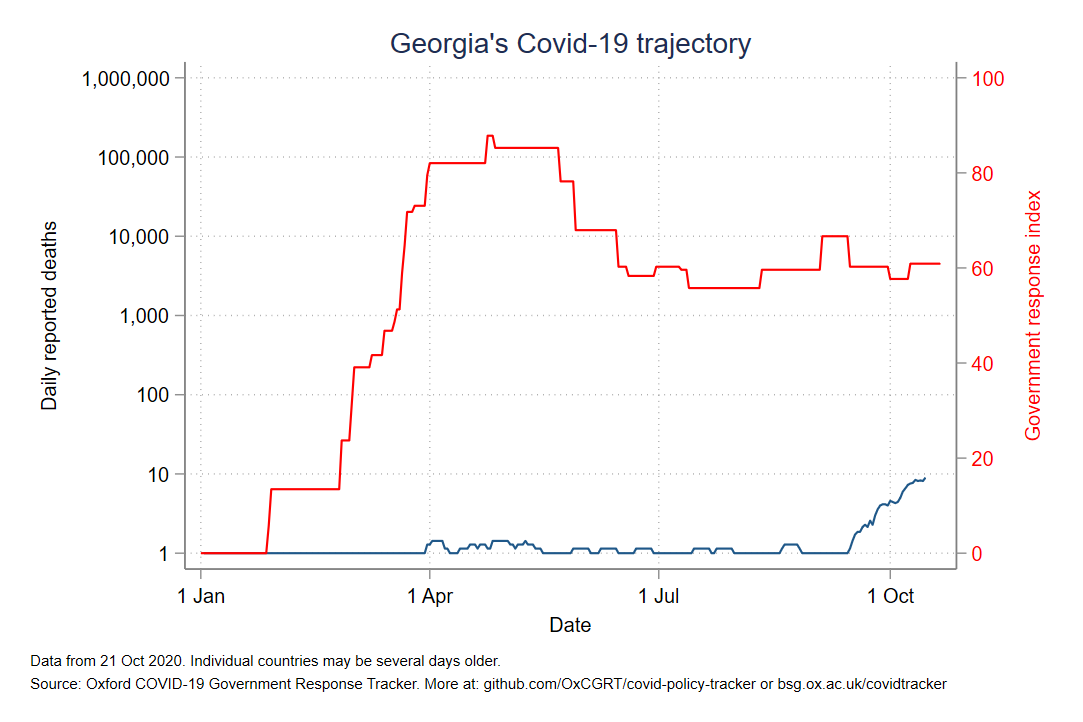 Georgia's Covid-19 trajectory
1,000,000
100,000
10,000
1,000
100
10
1
Daily reported deaths
100
80
60
40
20
0
Government response index
1 Jan
1 Apr
1 Jul
1 Oct
Date
Data from 21 Oct 2020. Individual countries may be several days older.
Source: Oxford COVID-19 Government Response Tracker. More at: github.com/OxCGRT/covid-policy-tracker or bsg.ox.ac.uk/covidtracker